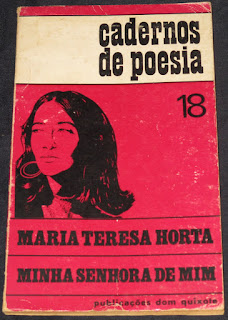 cadernos
de poesia
18
MARIA TERESA HORTA
MINHA SENHORA DE MIM
publicações dom quixote